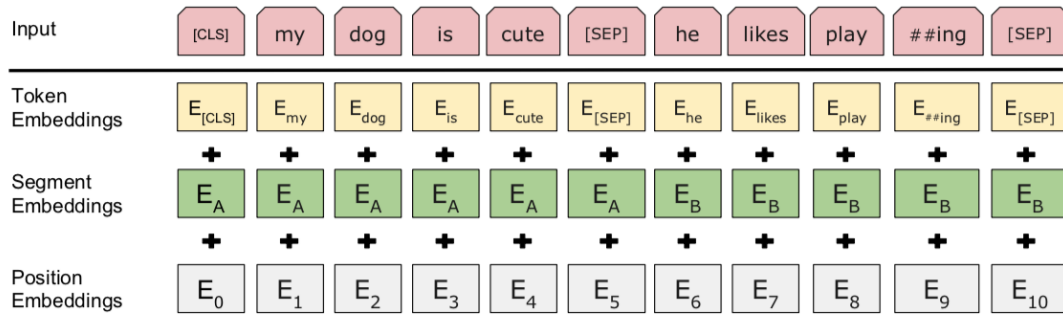 Input [CLS] my dog is cute [SEP] he likes play ##ing [SEP]
Token
Embeddings
E[CLS] Emy Edog Eis Ecute E[SEP] Ehe Elikes Eplay E##ing E[SEP]
+ + + + + + + + + + +
Segment
Embeddings
EA EA EA EA EA EA EB EB EB EB EB
+ + + + + + + + + + +
Position
Embeddings
E0 E1 E2 E3 E4 E5 E6 E7 E8 E9 E10